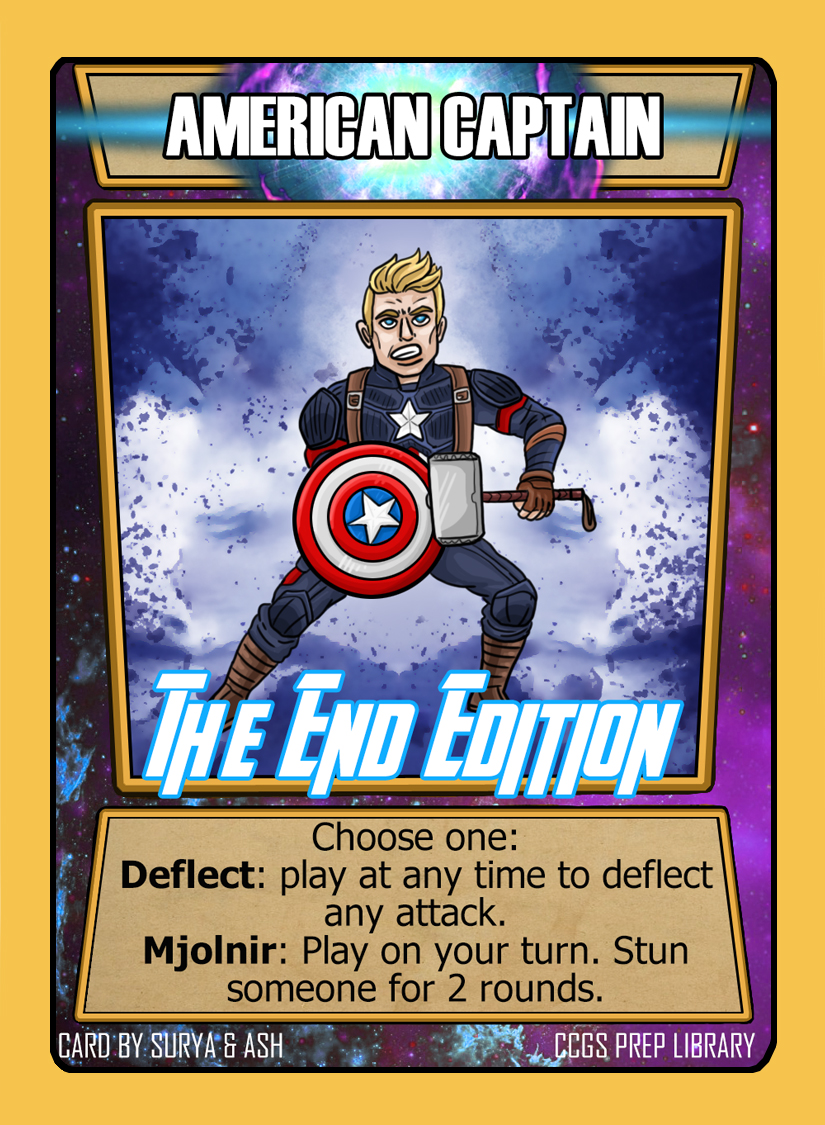 AMERICAN CAPTAIN
THE END EDITION
Choose one:
Deflect: play at any time to deflect
any attack.
Mjolnir: Play on your turn. Stun
someone for 2 rounds.
CARD BY SURYA & ASH
CCGS PREP LIBRARY